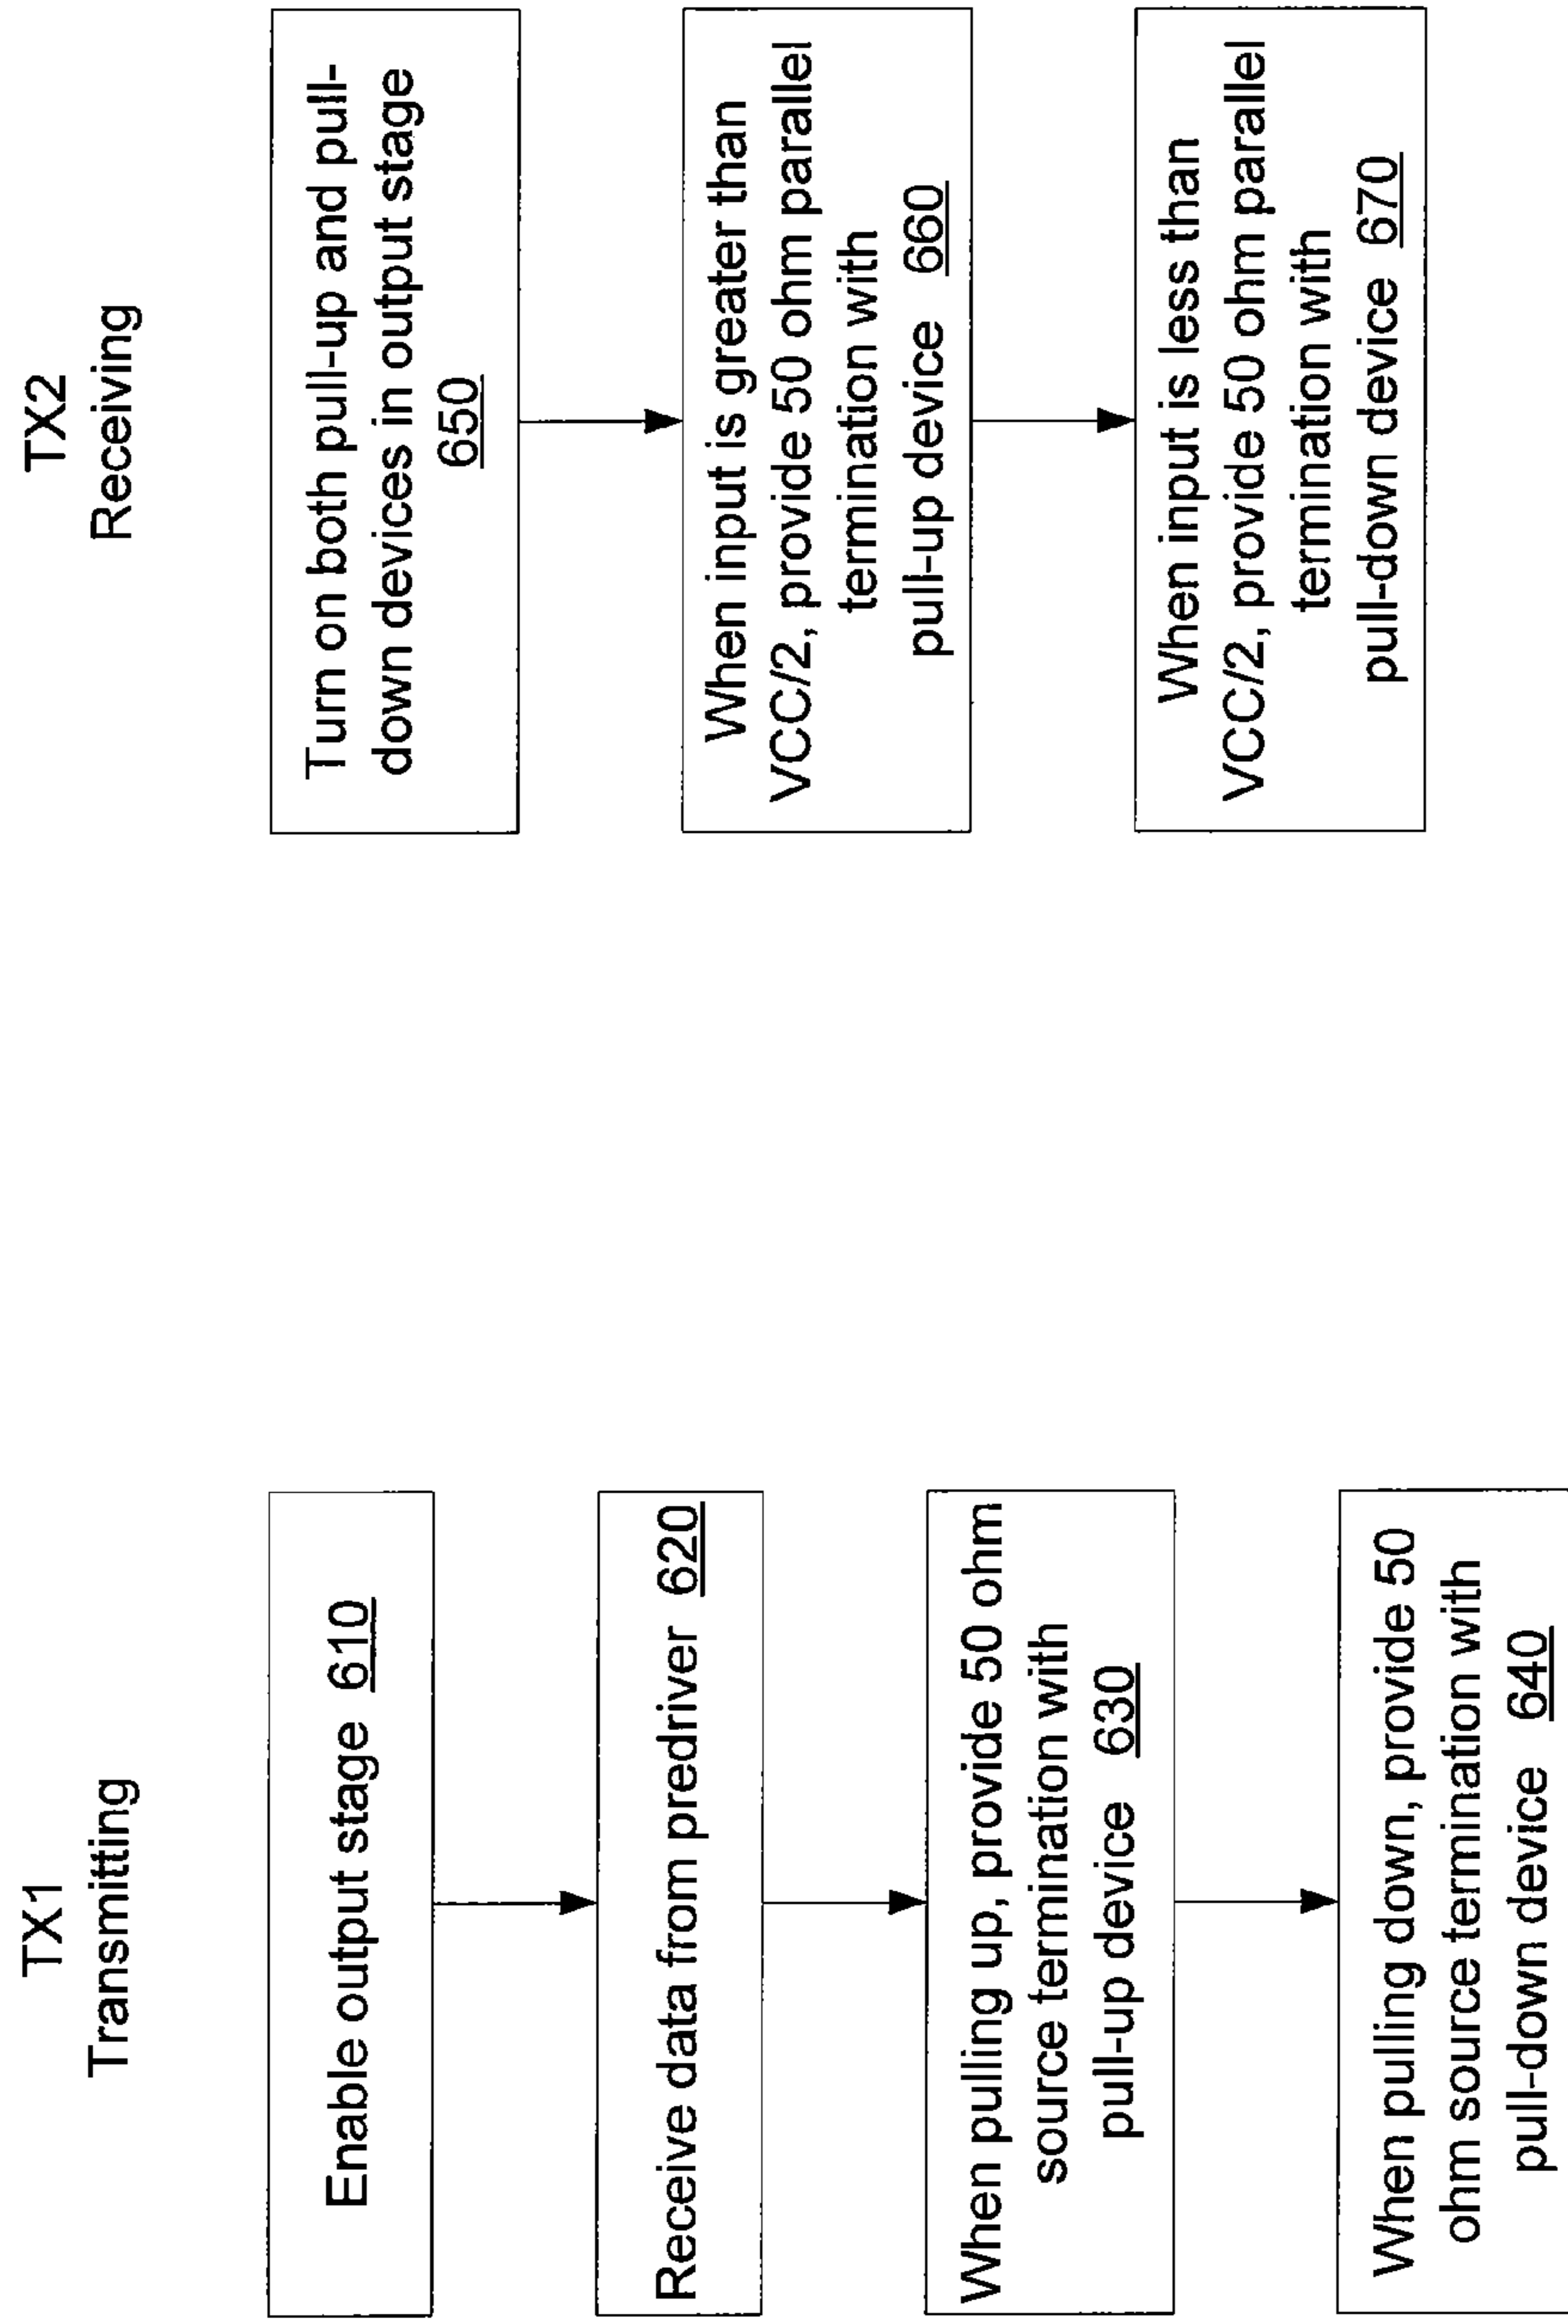 TX1
Transmitting
Enable output stage 610
Receive data from predriver 620
When pulling up, provide 50 ohm
source termination with
pull-up device 630
When pulling down, provide 50
ohm source termination with
pull-down device 640
TX2
Receiving
Turn on both pull-up and pull-
down devices in output stage
650
When input is greater than
VCC/2, provide 50 ohm parallel
termination with
pull-up device 660
When input is less than
VCC/2, provide 50 ohm parallel
termination with
pull-down device 670